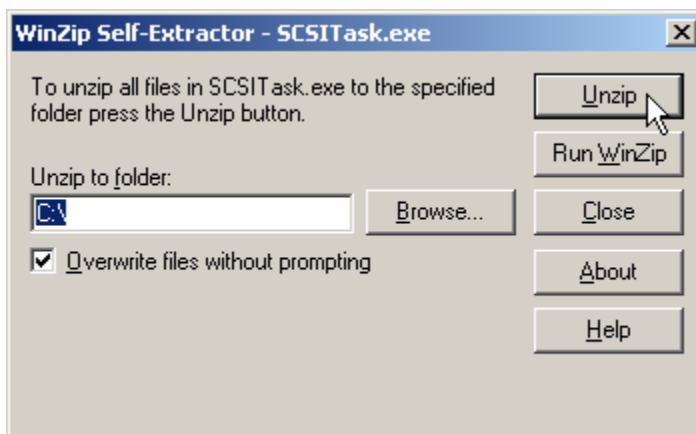 WinZip Self-Extractor - SCSITask.exe
To unzip all files in SCSITask.exe to the specified
folder press the Unzip button.
Unzip to folder:
C:\
Browse...
Overwrite files without prompting
Unzip
Run WinZip
Close
About
Help